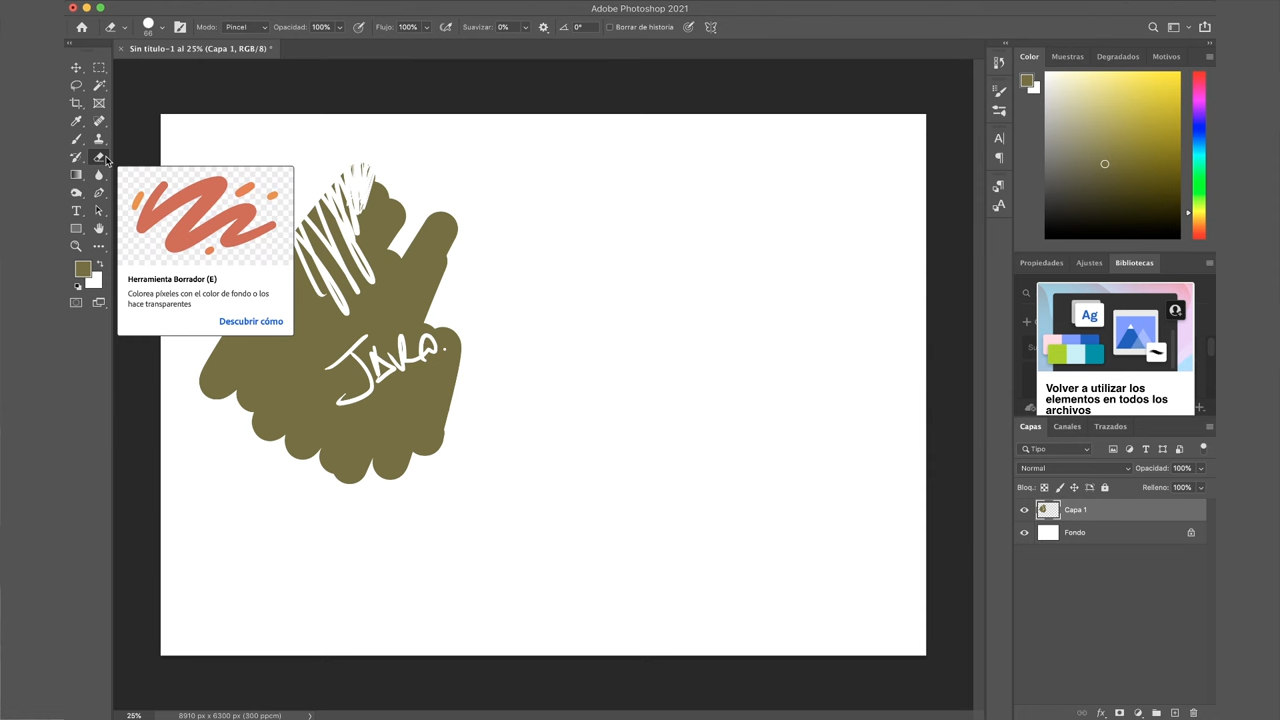 Adobe Photoshop 2021
66
Modo: Pincel
Opacidad: 100%
Flujo: 100%
Suavizar: 0%
0°
Borrar de historia
Sin título-1 al 25% (Capa 1, RGB/8) *
Color
Muestras
Degradados
Motivos
Herramienta Borrador (E)
Colorea píxeles con el color de fondo o los
hace transparentes
Descubrir cómo
Propiedades
Ajustes
Bibliotecas
Ag
Volver a utilizar los
elementos en todos los
archivos
Capas
Canales
Trazados
Tipo
Normal
Opacidad: 100%
Bloq.:
Relleno: 100%
Capa 1
Fondo
25%
8910 px x 6300 px (300 ppcm)